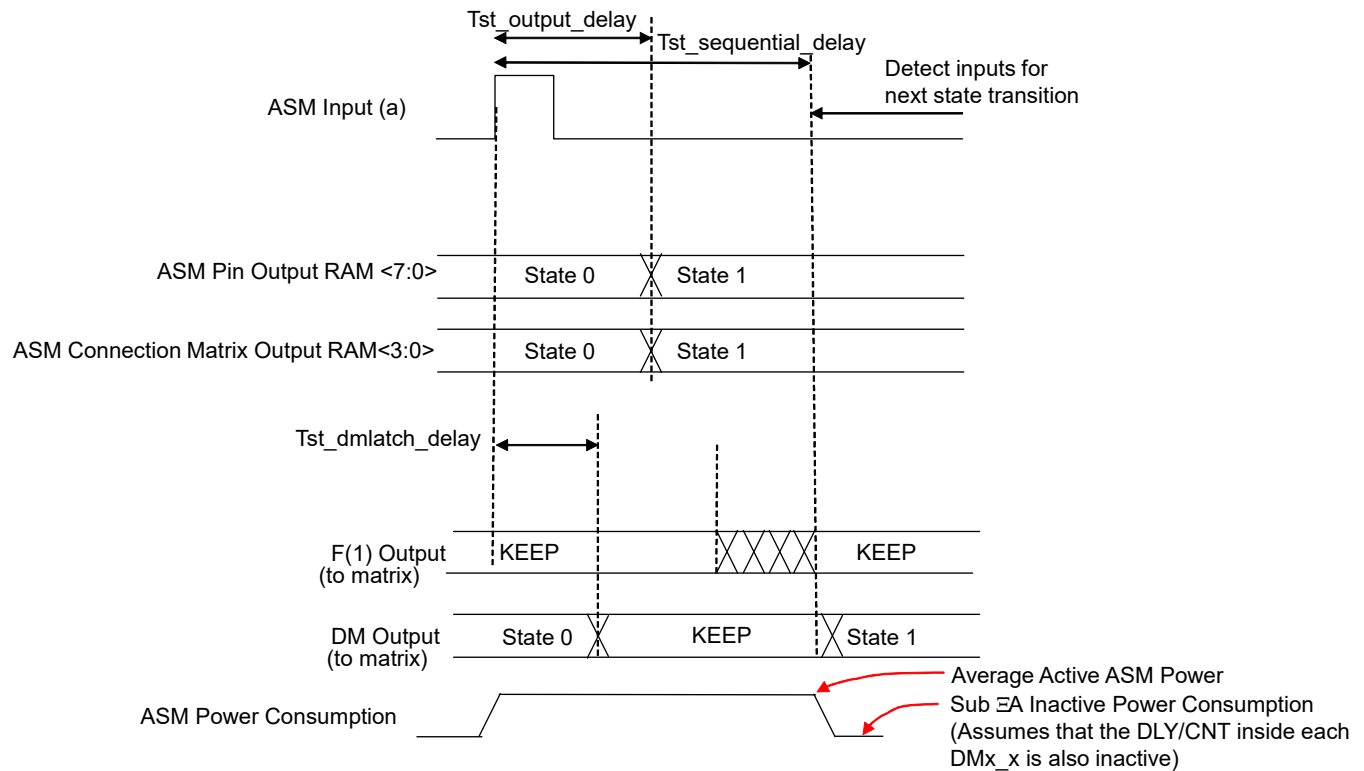 Tst_output_delay
Tst_sequential_delay
Detect inputs for
next state transition
ASM Input (a)
ASM Pin Output RAM <7:0>
State 0
State 1
ASM Connection Matrix Output RAM<3:0>
State 0
State 1
Tst_dmlatch_delay
F(1) Output
(to matrix)
KEEP
KEEP
DM Output
(to matrix)
State 0
KEEP
State 1
ASM Power Consumption
Average Active ASM Power
Sub ΞA Inactive Power Consumption
(Assumes that the DLY/CNT inside each
DMx_x is also inactive)